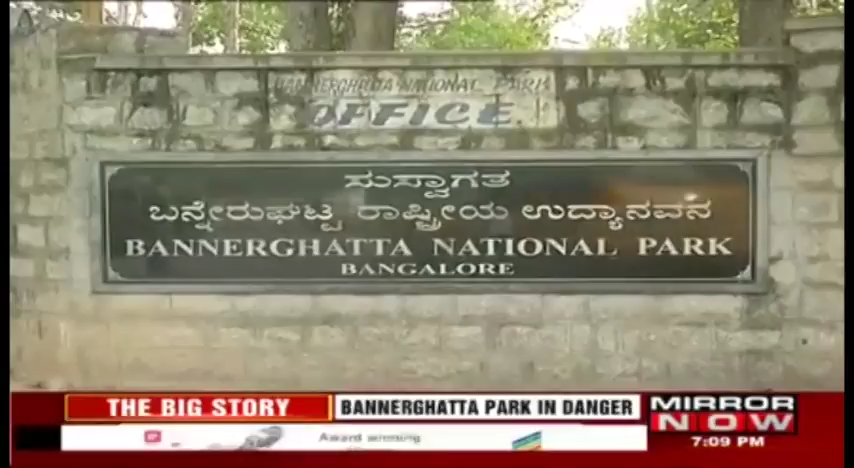 BANNERGHATTA NATIONAL PARK
OFFICE.
ಸುಸ್ವಾಗತ
ಬನ್ನೇರುಘಟ್ಟ ರಾಷ್ಟ್ರೀಯ ಉದ್ಯಾನವನ
BANNERGHATTA NATIONAL PARK
BANGALORE
THE BIG STORY
BANNERGHATTA PARK IN DANGER
MIRROR
NOW
7:09 PM
Award winning